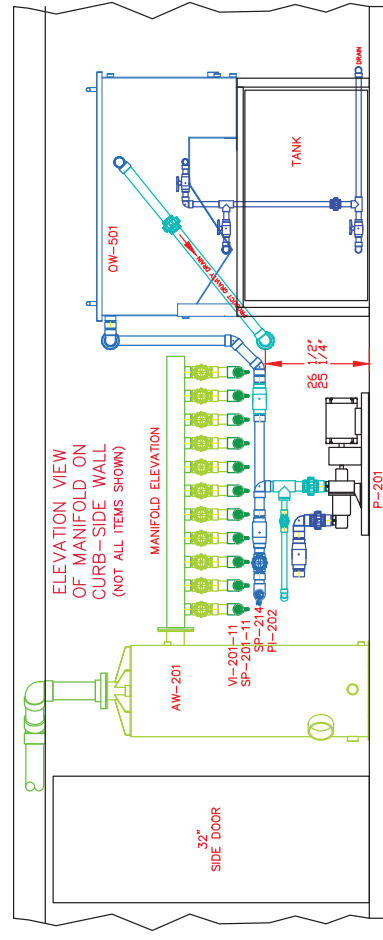 ELEVATION VIEW
OF MANIFOLD ON
CURB-SIDE WALL
(NOT ALL ITEMS SHOWN)
32"
SIDE DOOR
AW-201
MANIFOLD ELEVATION
VI-201-11
SP-201-11
SP-214
PI-202
OW-501
PRODUCT GRAVITY DRAIN
TANK
DRAIN
26 1/2"
25 1/4"
P-201